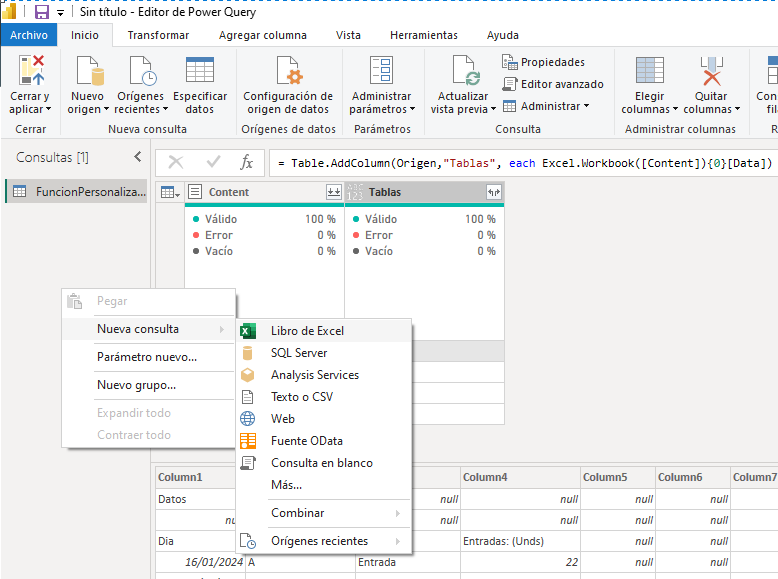 Sin título - Editor de Power Query
Archivo Inicio Transformar Agregar columna Vista Herramientas Ayuda
Cerrar y aplicar
Nuevo origen
Orígenes recientes
Especificar datos
Configuración de origen de datos
Administrar parámetros
Actualizar vista previa
Propiedades
Editor avanzado
Administrar
Elegir columnas
Quitar columnas
Cerrar
Nueva consulta
Orígenes de datos
Parámetros
Consulta
Administrar columnas
Consultas [1]
fx
= Table.AddColumn(Origen,"Tablas", each Excel.Workbook([Content]){0}[Data])
FuncionPersonaliza...
Content
ABC
123
Tablas
Válido 100 % Válido 100 %
Error 0 % Error 0 %
Vacío 0 % Vacío 0 %
Pegar
Nueva consulta
Parámetro nuevo...
Nuevo grupo...
Expandir todo
Contraer todo
Libro de Excel
SQL Server
Analysis Services
Texto o CSV
Web
Fuente OData
Consulta en blanco
Más...
Combinar
Orígenes recientes
Column1 Column4 Column5 Column6 Column7
Datos null null null null
null null null null
Dia Entradas: (Unds) null null
16/01/2024 A Entrada 22 null null